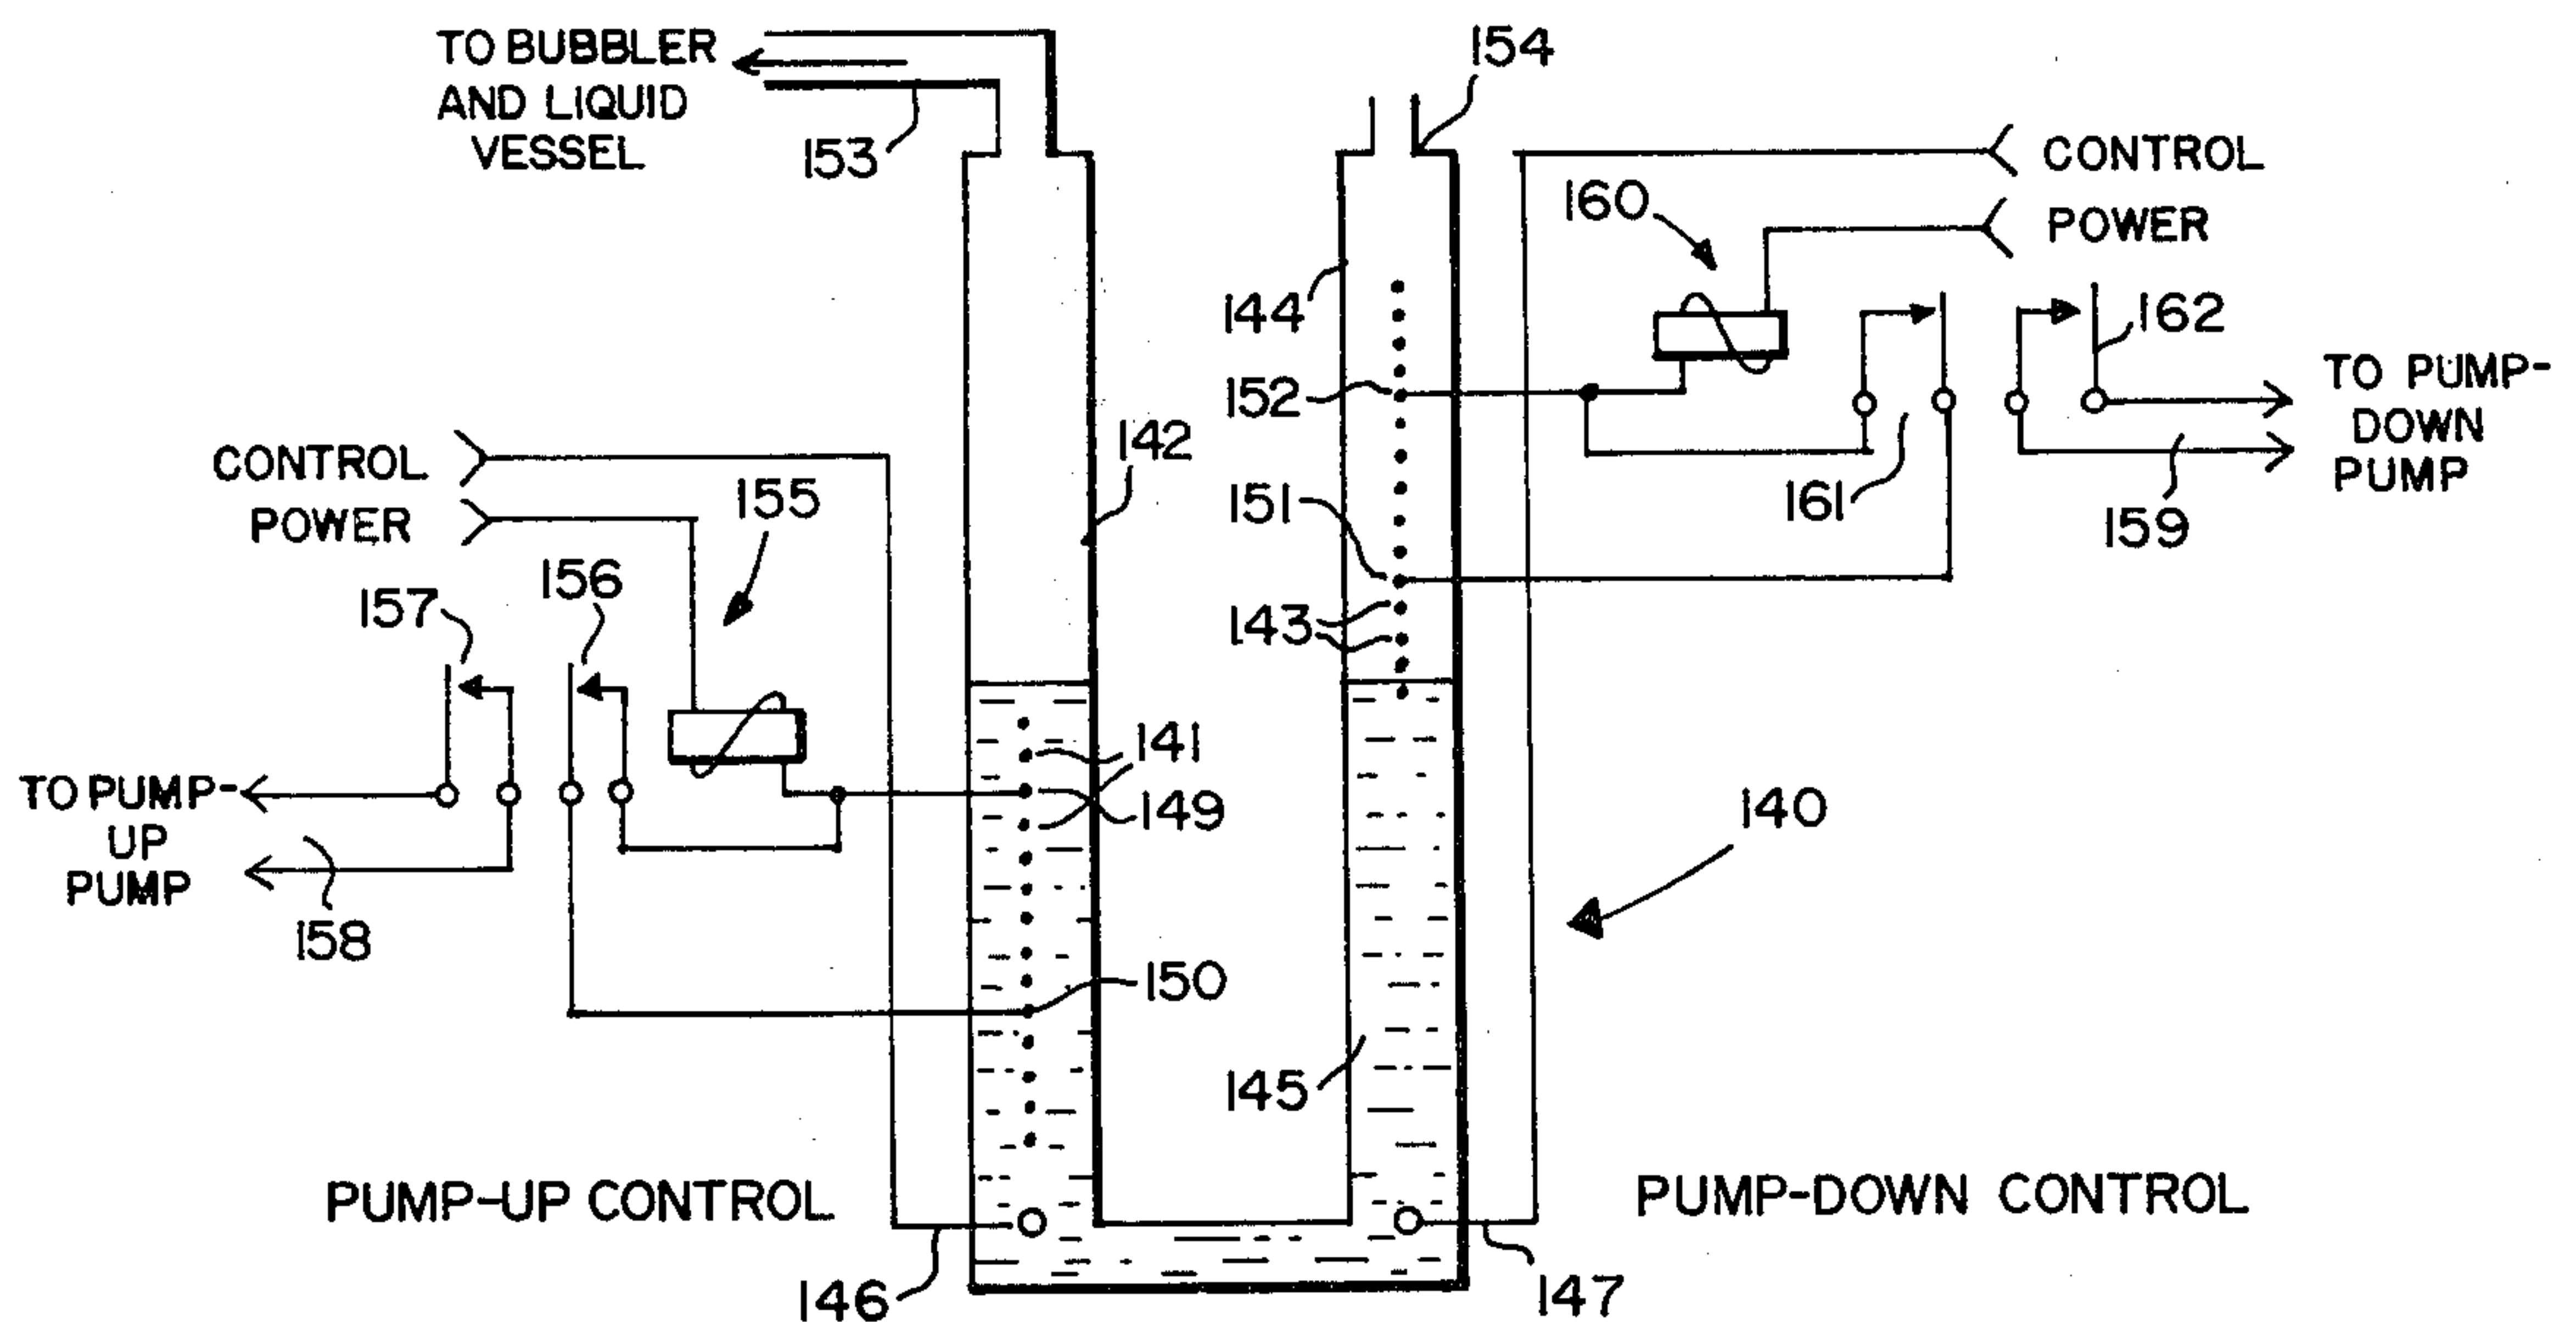 TO BUBBLER
AND LIQUID
VESSEL
153
154
CONTROL
POWER
160
144
162
152
TO PUMP-
DOWN
PUMP
142
CONTROL
POWER
155
151
161
159
156
157
143
141
TO PUMP-
UP
PUMP
149
140
158
150
145
PUMP-UP CONTROL
PUMP-DOWN CONTROL
146
147